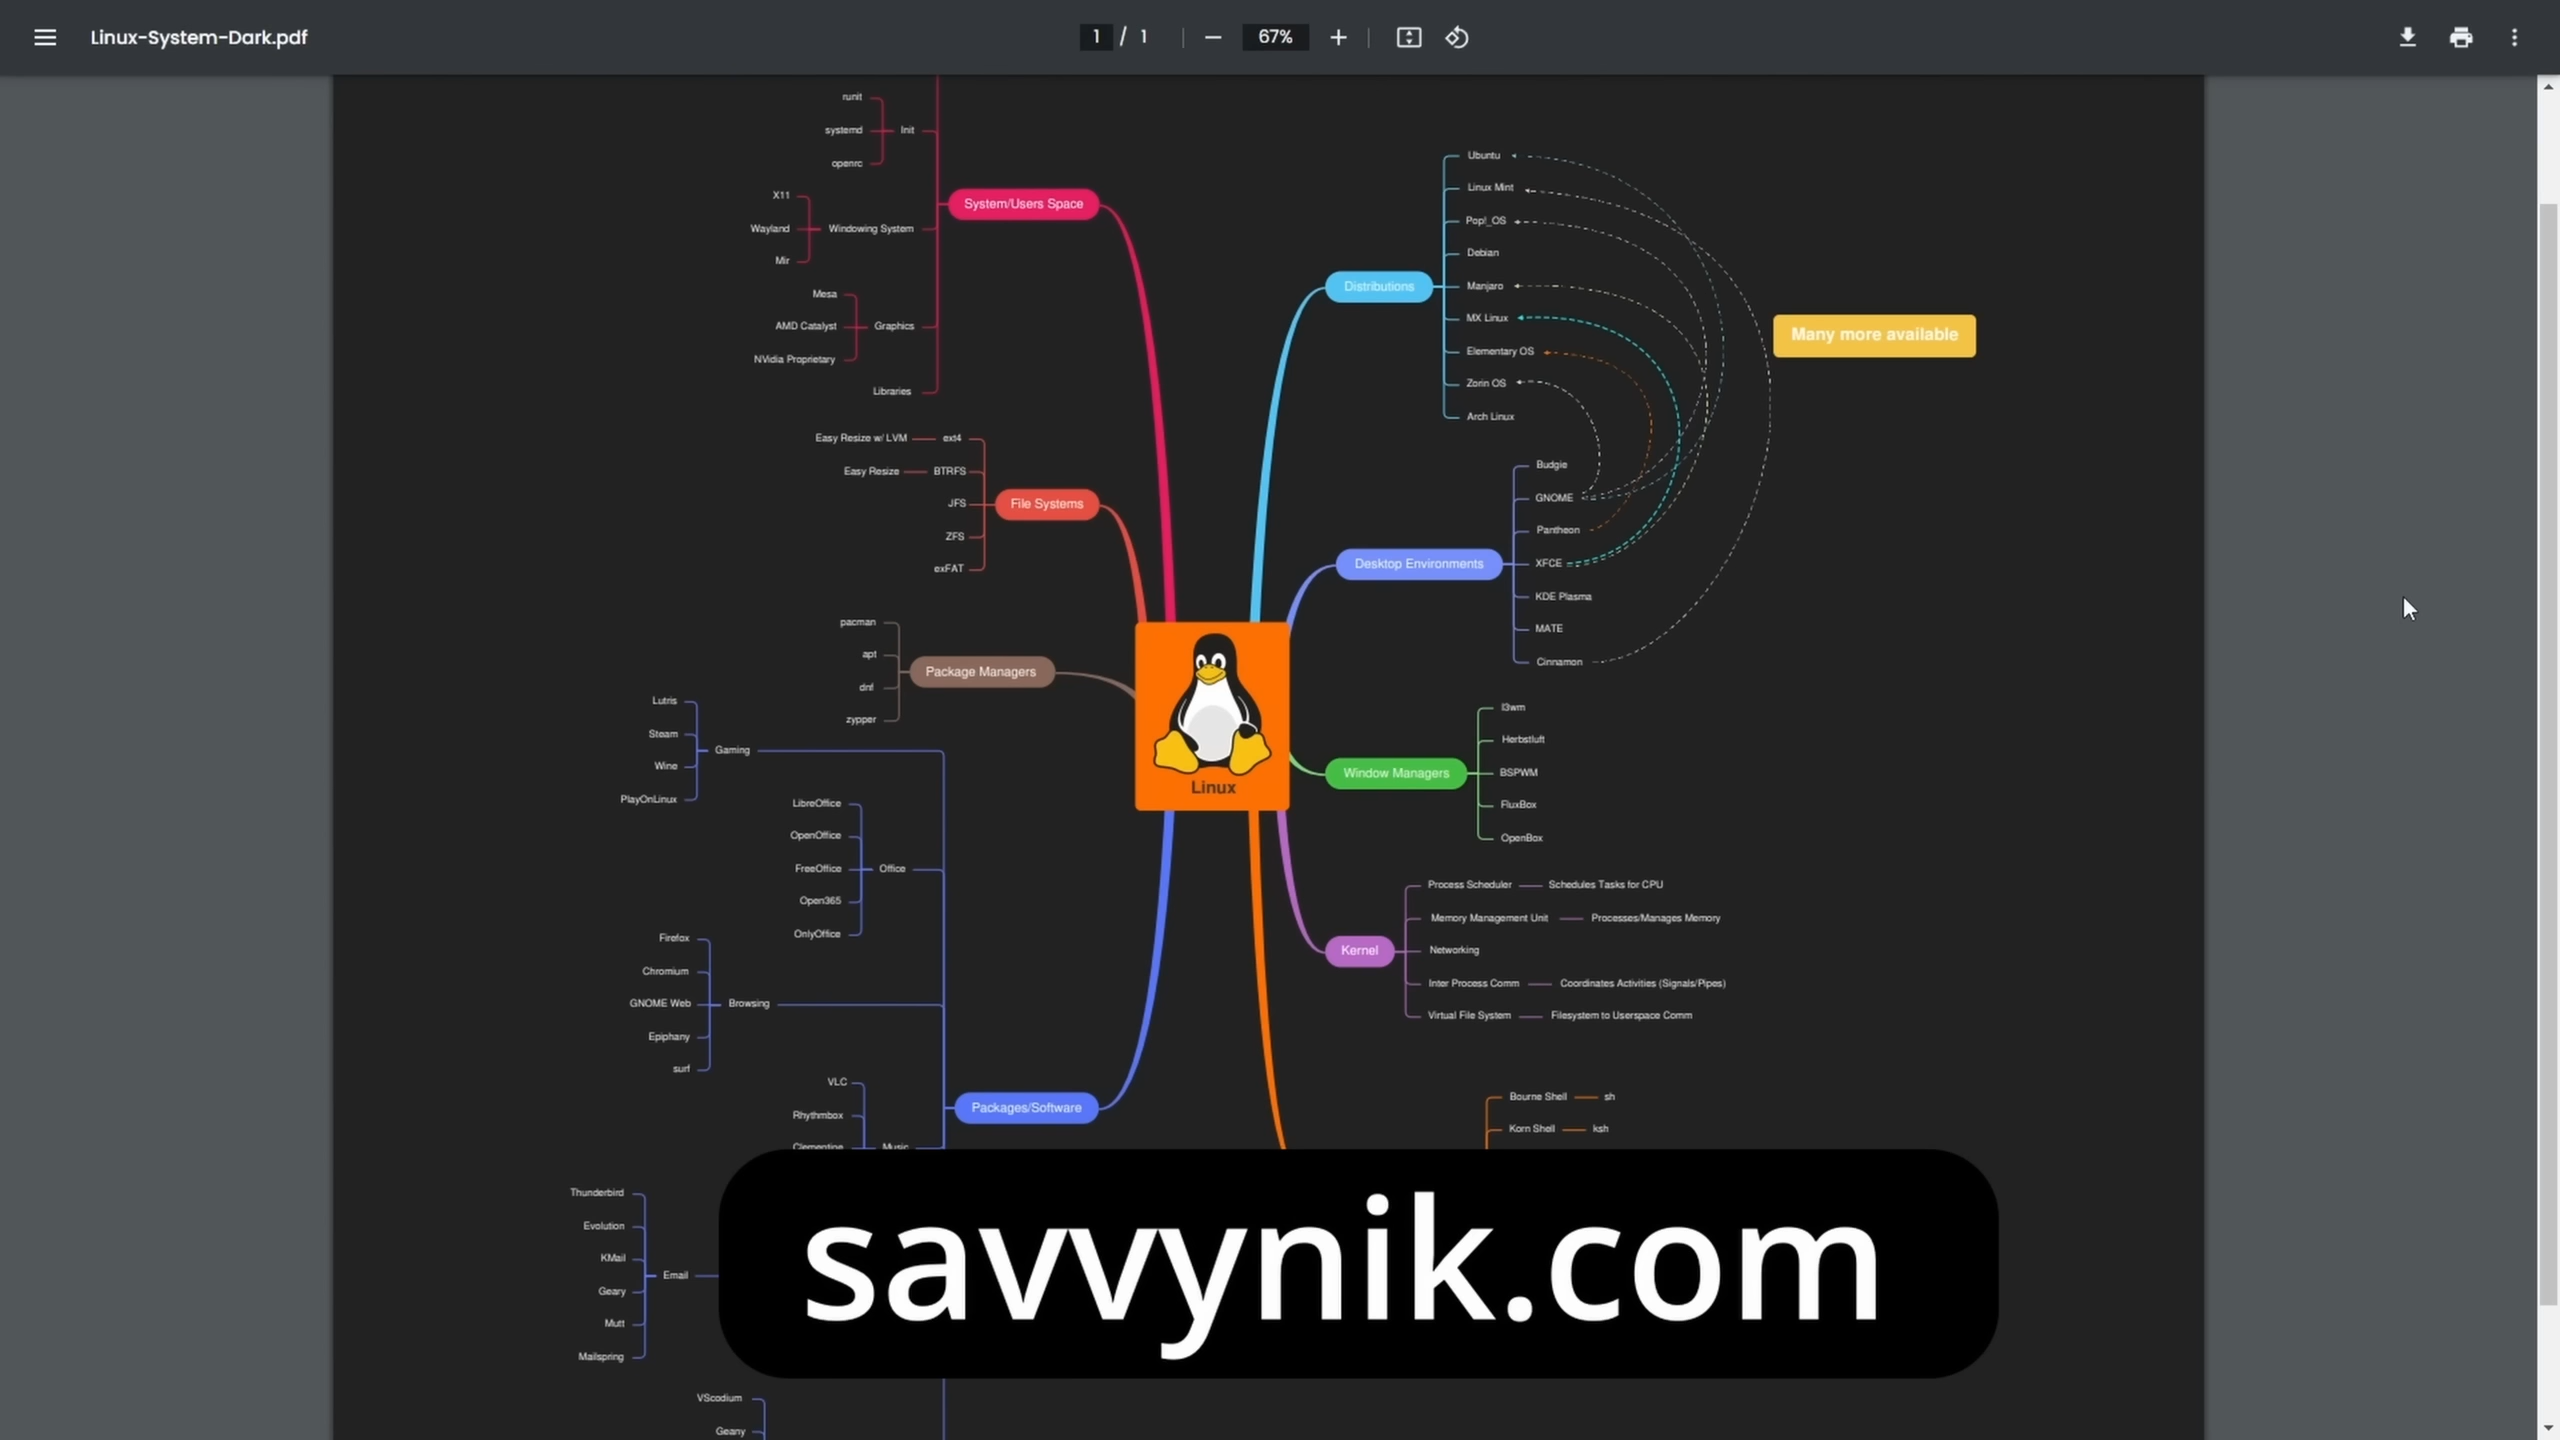 Linux-System-Dark.pdf
1 / 1
67%
runit
systemd
openrc
Init
X11
Wayland
Mir
Windowing System
Mesa
AMD Catalyst
NVidia Proprietary
Graphics
Libraries
System/Users Space
Easy Resize w/ LVM
ext4
Easy Resize
BTRFS
JFS
ZFS
exFAT
File Systems
pacman
apt
dnf
zypper
Package Managers
Lutris
Steam
Wine
PlayOnLinux
Gaming
LibreOffice
OpenOffice
FreeOffice
Open365
OnlyOffice
Office
Firefox
Chromium
GNOME Web
Epiphany
surf
Browsing
VLC
Rhythmbox
Clementine
Music
Packages/Software
Thunderbird
Evolution
KMail
Geary
Mutt
Mailspring
Email
VScodium
Geany
Linux
Distributions
Ubuntu
Linux Mint
Pop!_OS
Debian
Manjaro
MX Linux
Elementary OS
Zorin OS
Arch Linux
Many more available
Desktop Environments
Budgie
GNOME
Pantheon
XFCE
KDE Plasma
MATE
Cinnamon
Window Managers
I3wm
Herbstluft
BSPWM
FluxBox
OpenBox
Kernel
Process Scheduler
Schedules Tasks for CPU
Memory Management Unit
Processes/Manages Memory
Networking
Inter Process Comm
Coordinates Activities (Signals/Pipes)
Virtual File System
Filesystem to Userspace Comm
Bourne Shell
sh
Korn Shell
ksh
savvynik.com